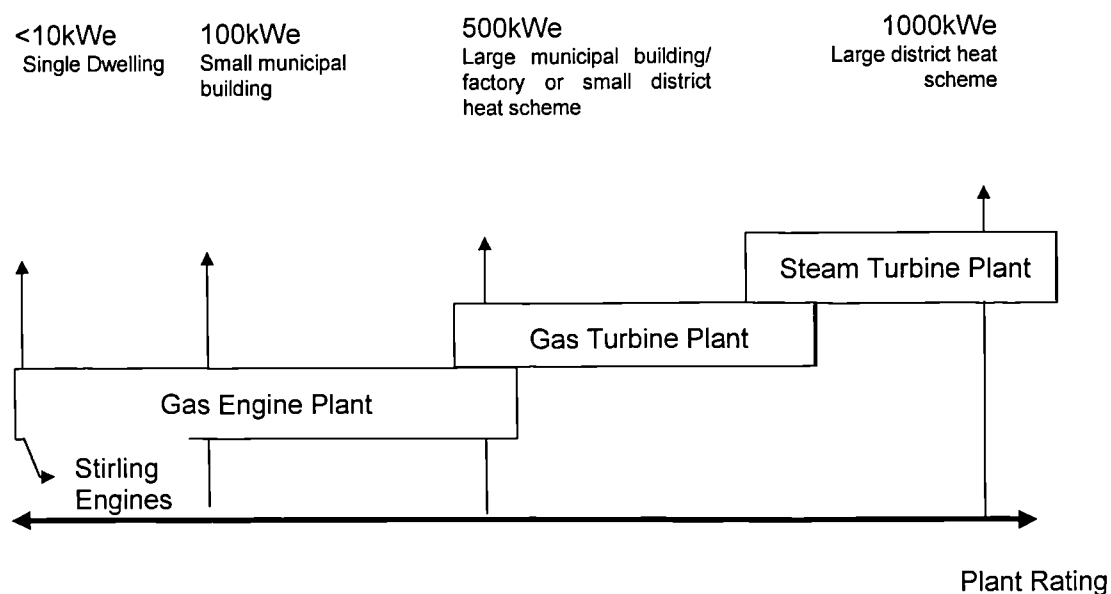 <10kWe
Single Dwelling
100kWe
Small municipal
building
500kWe
Large municipal building/
factory or small district
heat scheme
1000kWe
Large district heat
scheme
Steam Turbine Plant
Gas Turbine Plant
Gas Engine Plant
Stirling
Engines
Plant Rating